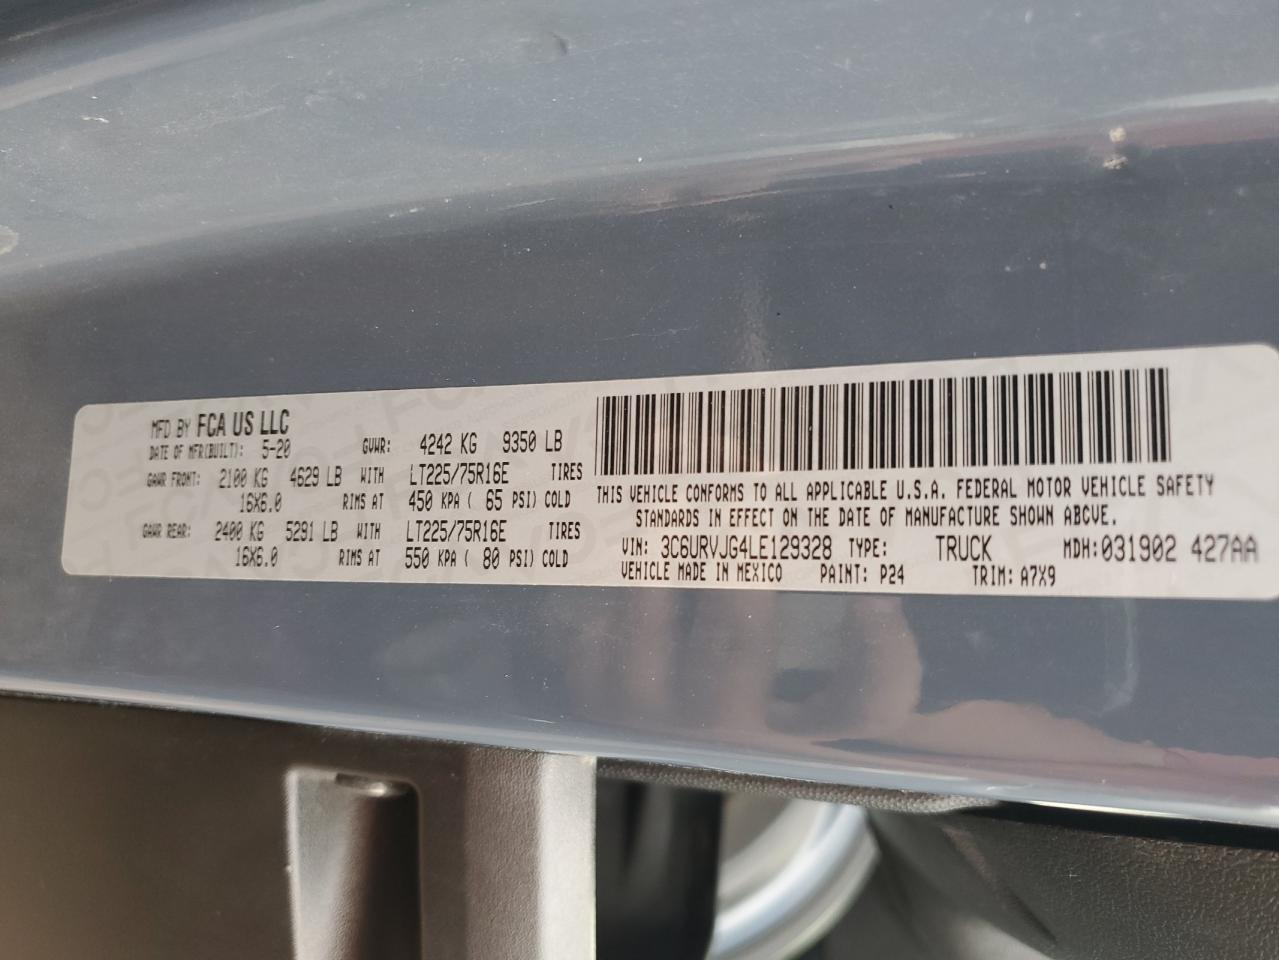 MFD BY FCA US LLC
DATE OF MFR(BUILT): 5-20 GVWR: 4242 KG 9350 LB
GAWR FRONT: 2100 KG 4629 LB WITH LT225/75R16E TIRES
16X6.0 RIMS AT 450 KPA ( 65 PSI) COLD
GAWR REAR: 2400 KG 5291 LB WITH LT225/75R16E TIRES
16X6.0 RIMS AT 550 KPA ( 80 PSI) COLD
THIS VEHICLE CONFORMS TO ALL APPLICABLE U.S.A. FEDERAL MOTOR VEHICLE SAFETY
STANDARDS IN EFFECT ON THE DATE OF MANUFACTURE SHOWN ABOVE.
VIN: 3C6URVJG4LE129328 TYPE: TRUCK MDH:031902 427AA
VEHICLE MADE IN MEXICO PAINT: P24 TRIM: A7X9